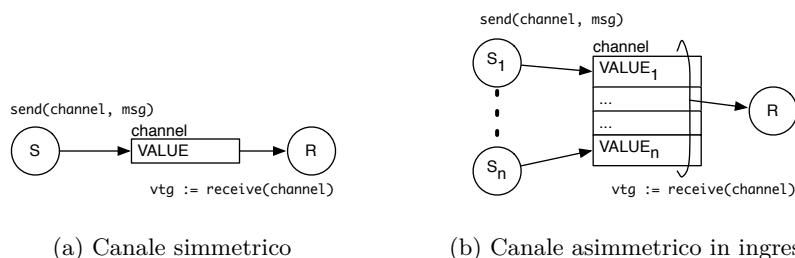 send(channel, msg)
S
channel
VALUE
R
vtg := receive(channel)
(a) Canale simmetrico
send(channel, msg)
S1
channel
VALUE1
...
...
VALUEn
Sn
R
vtg := receive(channel)
(b) Canale asimmetrico in ingres